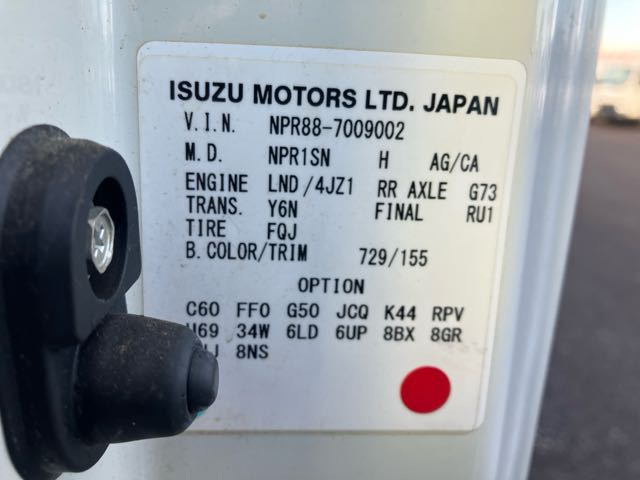 ISUZU MOTORS LTD. JAPAN
V.I.N. NPR88-7009002
M.D. NPR1SN H AG/CA
ENGINE LND/4JZ1 RR AXLE G73
TRANS. Y6N FINAL RU1
TIRE FQJ
B.COLOR/TRIM 729/155
OPTION
C60 FF0 G50 JCQ K44 RPV
34W 6LD 6UP 8BX 8GR
8NS